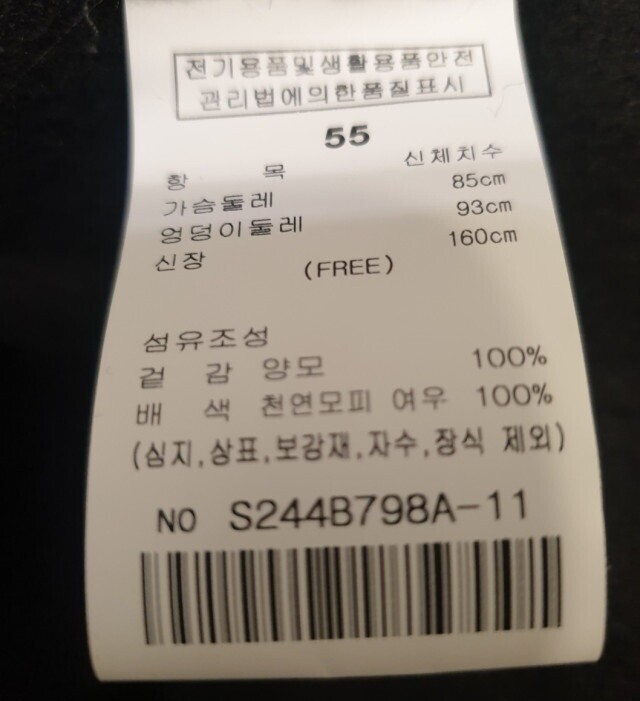 전기용품및생활용품안전
관리법에의한품질표시
55
항 목 신체치수
가슴둘레 85cm
엉덩이둘레 93cm
신장 160cm
(FREE)
섬유조성
겉 감 양모 100%
배 색 천연모피 여우 100%
(심지,상표,보강재,자수,장식 제외)
NO S244B798A-11